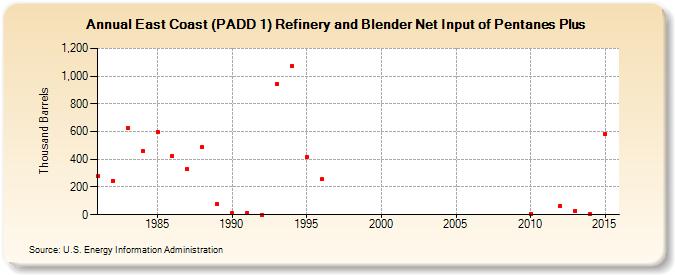 Annual East Coast (PADD 1) Refinery and Blender Net Input of Pentanes Plus
Thousand Barrels
1,200
1,000
800
600
400
200
0
1985 1990 1995 2000 2005 2010 2015
Source: U.S. Energy Information Administration